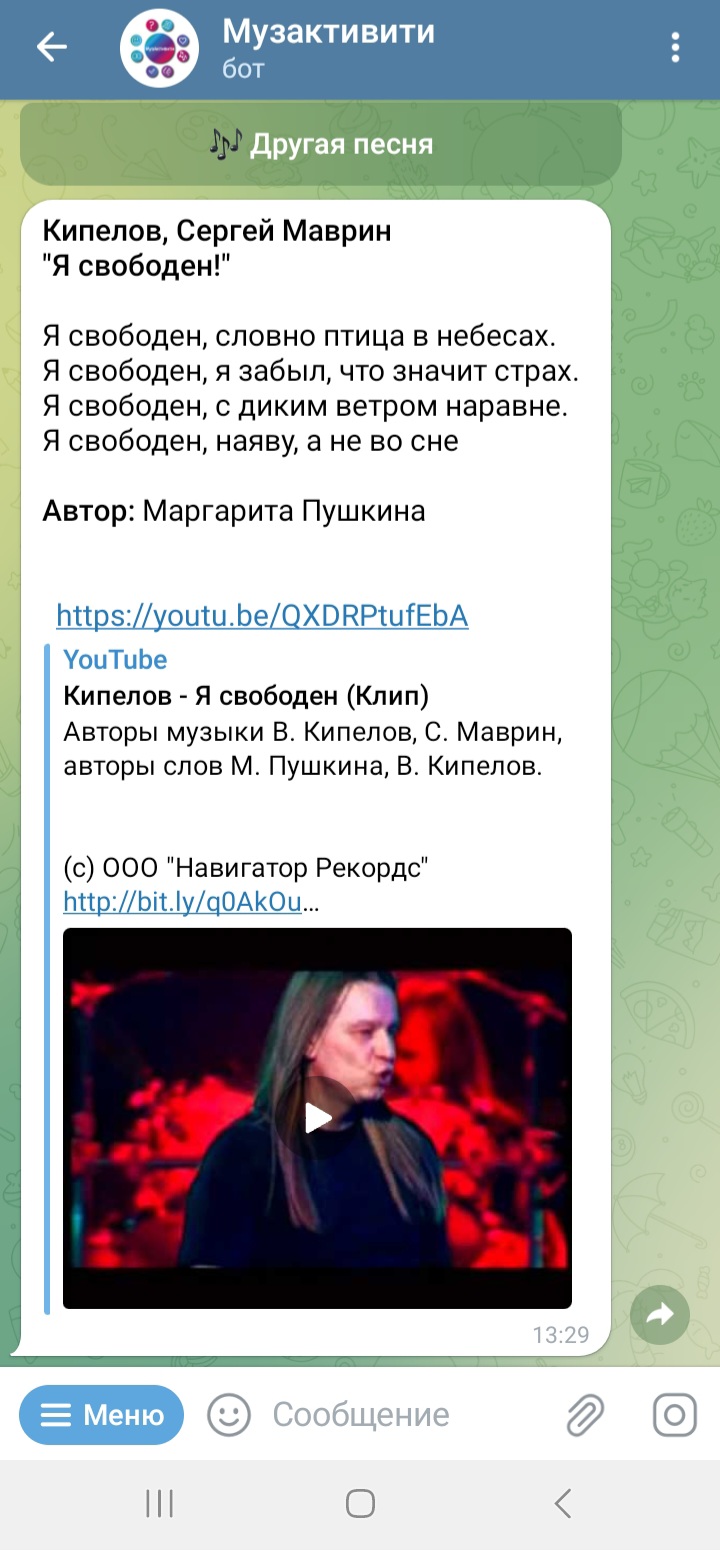 Музактивити
бот
Музактивити
🎶 Другая песня
Кипелов, Сергей Маврин
"Я свободен!"
Я свободен, словно птица в небесах.
Я свободен, я забыл, что значит страх.
Я свободен, с диким ветром наравне.
Я свободен, наяву, а не во сне
Автор: Маргарита Пушкина
https://youtu.be/QXDRPtufEbA
YouTube
Кипелов - Я свободен (Клип)
Авторы музыки В. Кипелов, С. Маврин,
авторы слов М. Пушкина, В. Кипелов.
(c) ООО "Навигатор Рекордс"
http://bit.ly/q0AkOu...
13:29
Меню
Сообщение